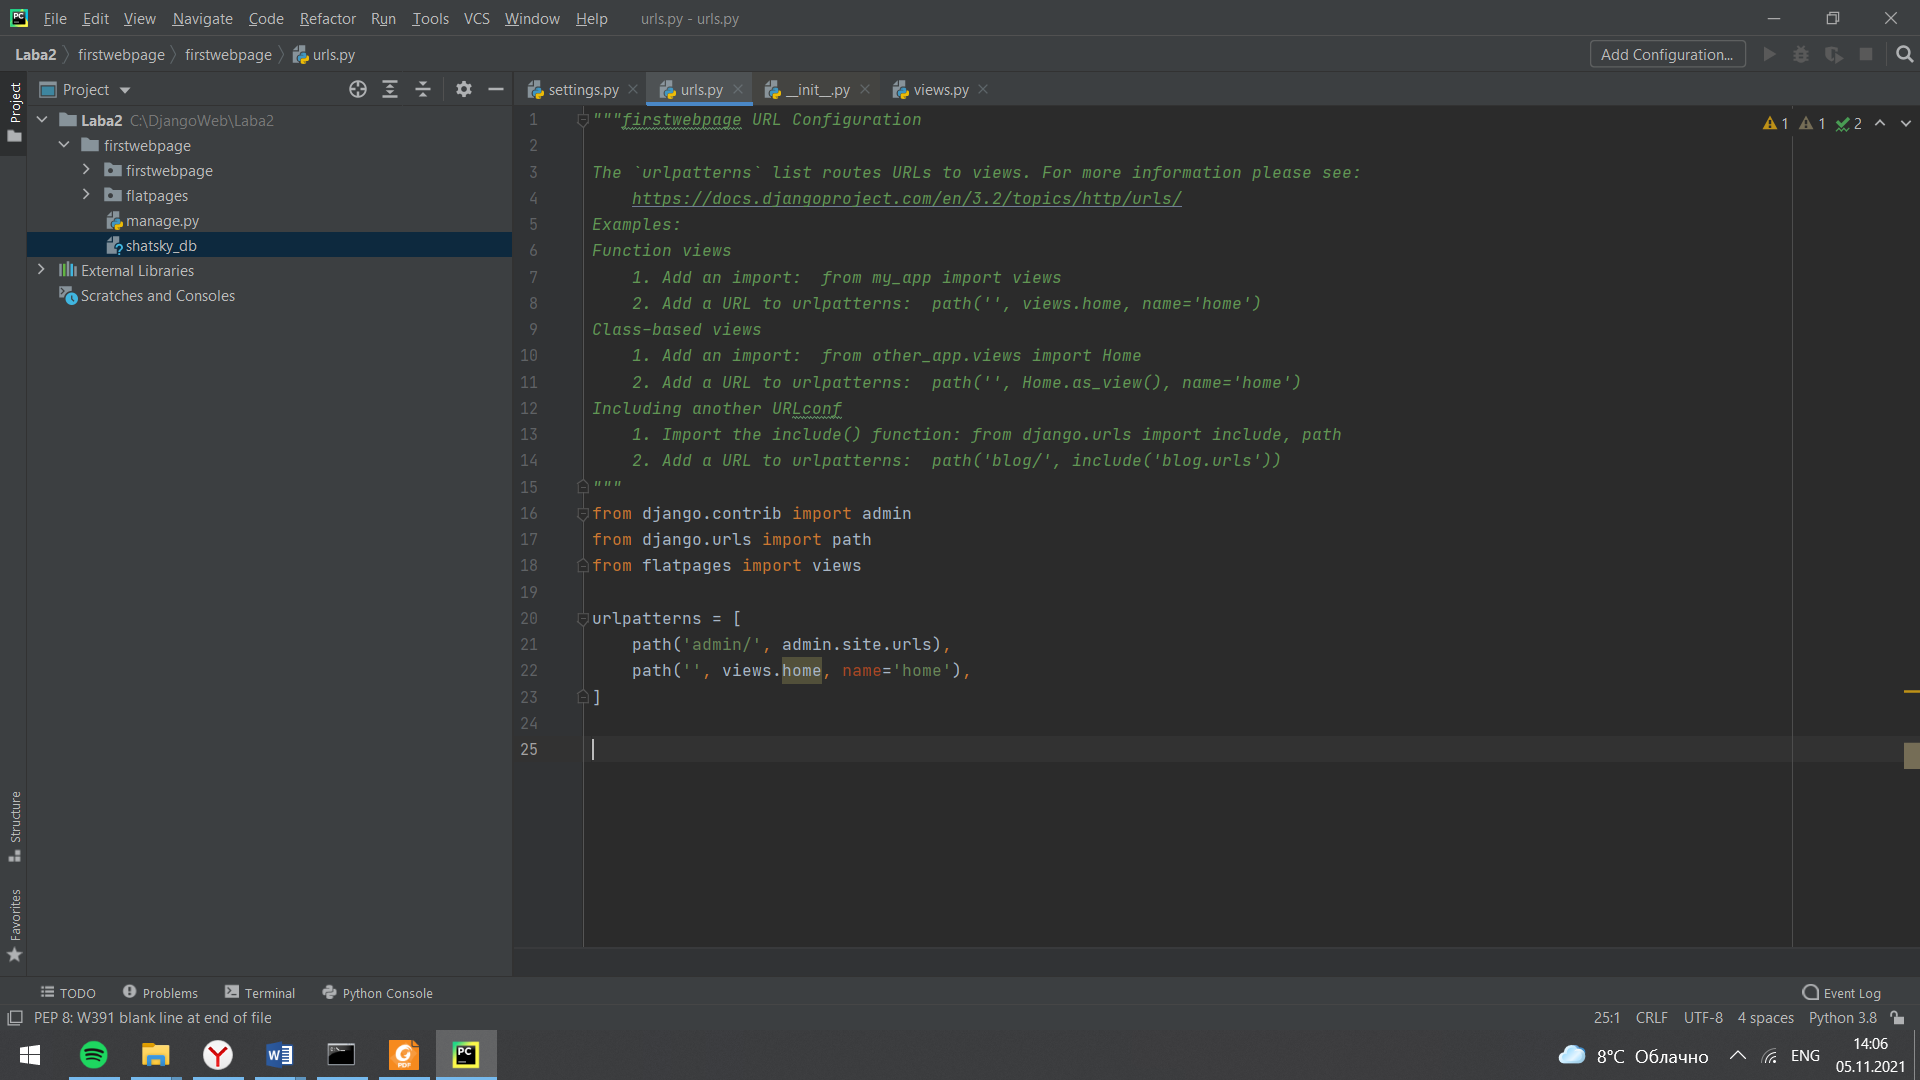 File Edit View Navigate Code Refactor Run Tools VCS Window Help urls.py - urls.py
Laba2 firstwebpage firstwebpage urls.py Add Configuration...
Project settings.py urls.py __init__.py views.py
Project
Laba2 C:\DjangoWeb\Laba2
firstwebpage
firstwebpage
flatpages
manage.py
shatsky_db
External Libraries
Scratches and Consoles
1 """firstwebpage URL Configuration
1 1 2
2
3 The `urlpatterns` list routes URLs to views. For more information please see:
4 https://docs.djangoproject.com/en/3.2/topics/http/urls/
5 Examples:
6 Function views
7 1. Add an import:  from my_app import views
8 2. Add a URL to urlpatterns:  path('', views.home, name='home')
9 Class-based views
10 1. Add an import:  from other_app.views import Home
11 2. Add a URL to urlpatterns:  path('', Home.as_view(), name='home')
12 Including another URLconf
13 1. Import the include() function: from django.urls import include, path
14 2. Add a URL to urlpatterns:  path('blog/', include('blog.urls'))
15 """
16 from django.contrib import admin
17 from django.urls import path
18 from flatpages import views
19
20 urlpatterns = [
21 path('admin/', admin.site.urls),
22 path('', views.home, name='home'),
23 ]
24
25
Structure
Favorites
TODO Problems Terminal Python Console Event Log
PEP 8: W391 blank line at end of file 25:1 CRLF UTF-8 4 spaces Python 3.8
8°C Облачно ENG 14:06
05.11.2021